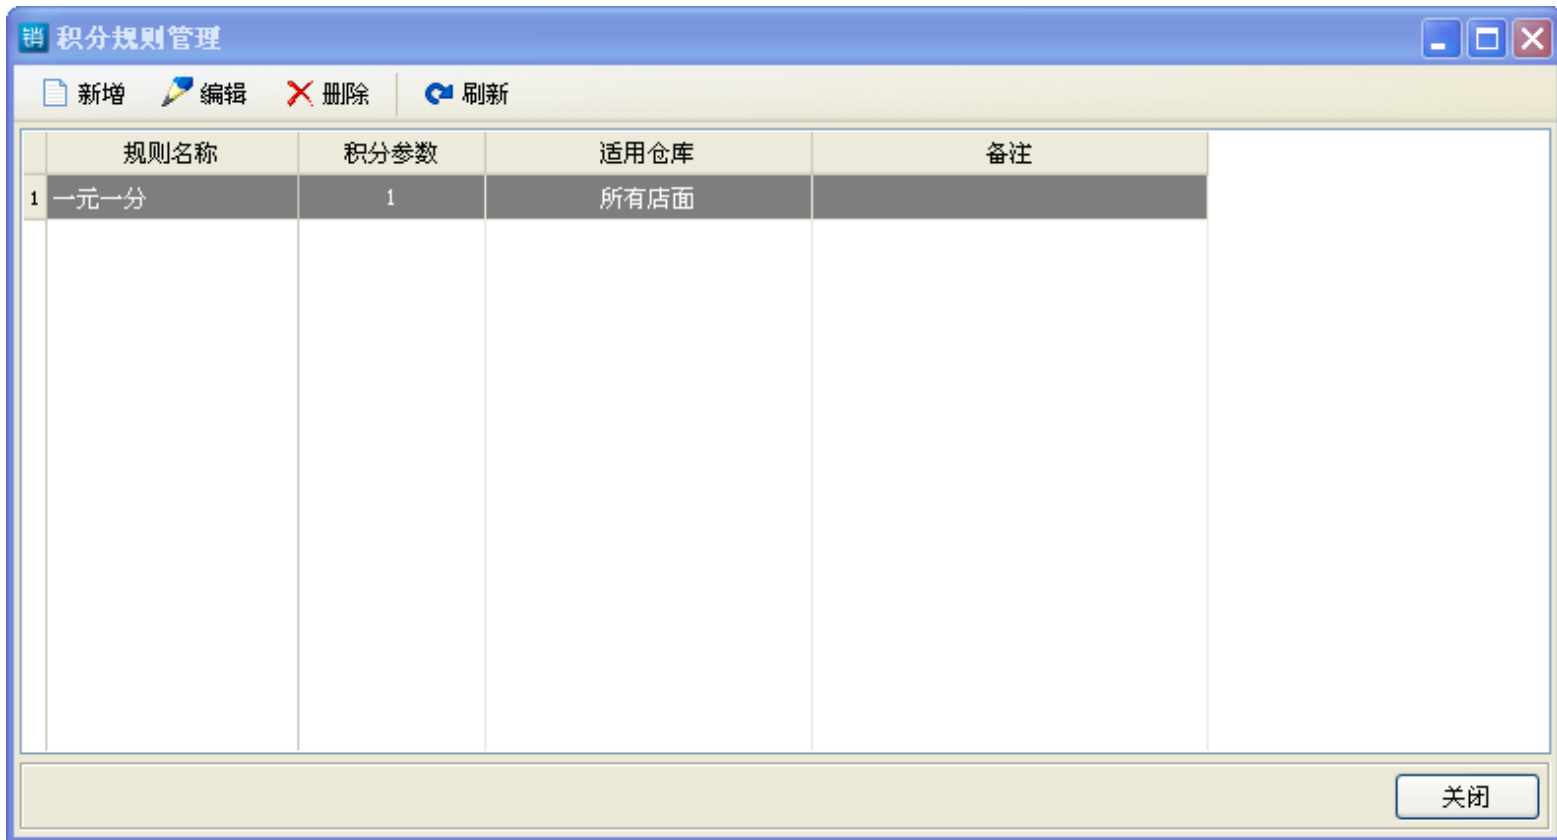 销 积分规则管理
新增 编辑 删除 刷新
规则名称 积分参数 适用仓库 备注
1 一元一分 1 所有店面
关闭